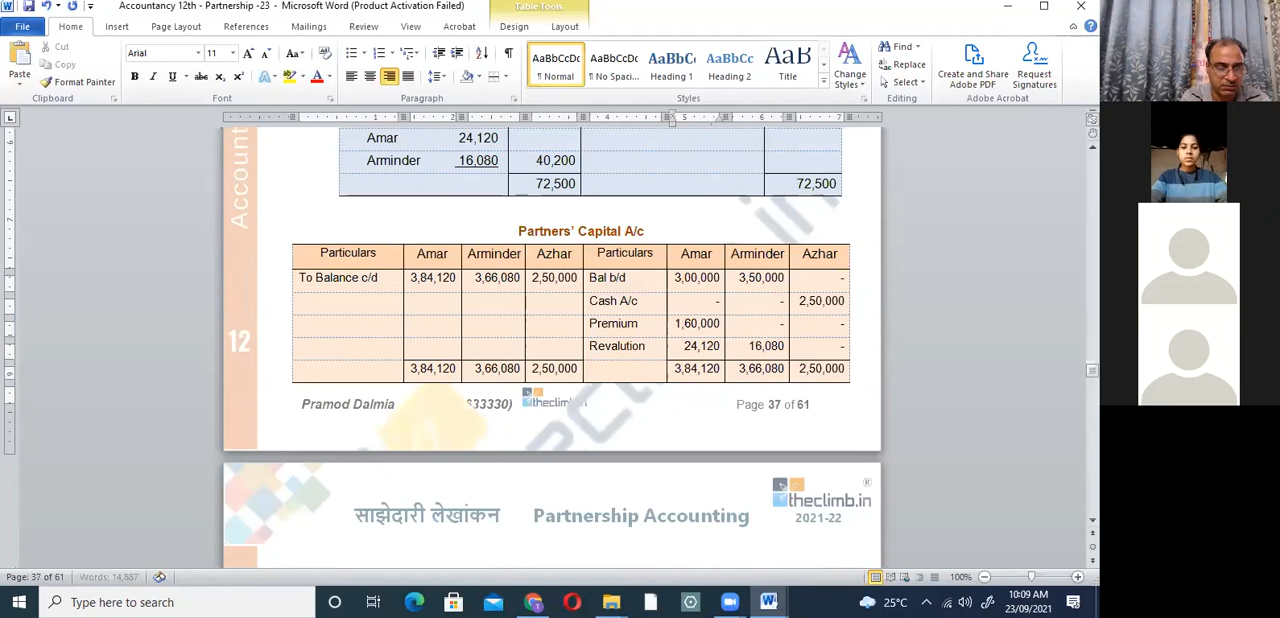 Accountancy 12th - Partnership -23 - Microsoft Word (Product Activation Failed)
Table Tools
File Home Insert Page Layout References Mailings Review View Acrobat Design Layout
Paste
Cut
Copy
Format Painter
Clipboard
Arial 11
Font
Paragraph
AaBbCcDc AaBbCcDc AaBbC AaBbCc AaB
¶ Normal ¶ No Spaci... Heading 1 Heading 2 Title
Change Styles
Styles
Find
Replace
Select
Editing
Create and Share Adobe PDF
Request Signatures
Adobe Acrobat
Account
12
Amar 24,120
Arminder 16,080 40,200
72,500 72,500
Partners' Capital A/c
Particulars Amar Arminder Azhar Particulars Amar Arminder Azhar
To Balance c/d 3,84,120 3,66,080 2,50,000 Bal b/d 3,00,000 3,50,000 -
Cash A/c - - 2,50,000
Premium 1,60,000 - -
Revalution 24,120 16,080 -
3,84,120 3,66,080 2,50,000 3,84,120 3,66,080 2,50,000
Pramod Dalmia 33330) theclimb.in Page 37 of 61
साझेदारी लेखांकन Partnership Accounting
theclimb.in ®
2021-22
Page: 37 of 61 Words: 14,887 100%
Type here to search
25°C
10:09 AM
23/09/2021